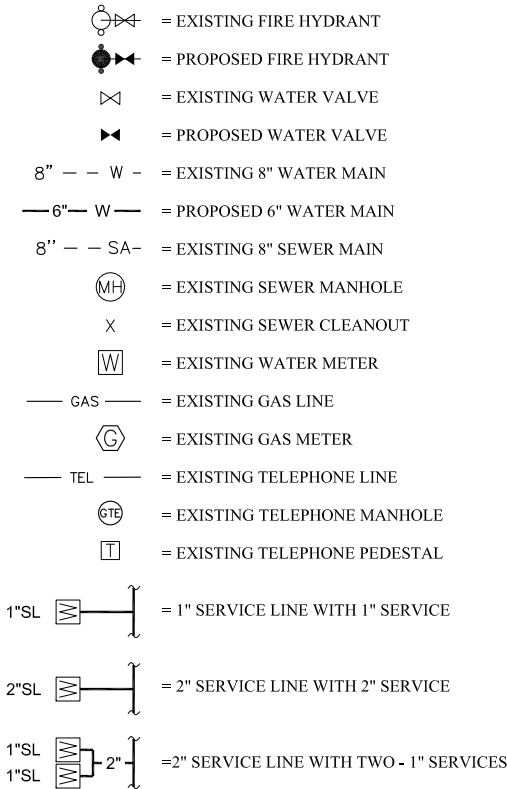 = EXISTING FIRE HYDRANT
= PROPOSED FIRE HYDRANT
= EXISTING WATER VALVE
= PROPOSED WATER VALVE
8" — — W - = EXISTING 8" WATER MAIN
— 6" — W — = PROPOSED 6" WATER MAIN
8'' — — SA- = EXISTING 8" SEWER MAIN
MH = EXISTING SEWER MANHOLE
X = EXISTING SEWER CLEANOUT
W = EXISTING WATER METER
— GAS — = EXISTING GAS LINE
G = EXISTING GAS METER
— TEL — = EXISTING TELEPHONE LINE
GTE = EXISTING TELEPHONE MANHOLE
T = EXISTING TELEPHONE PEDESTAL
1"SL W = 1" SERVICE LINE WITH 1" SERVICE
2"SL W = 2" SERVICE LINE WITH 2" SERVICE
1"SL W
2" =2" SERVICE LINE WITH TWO - 1" SERVICES
1"SL W